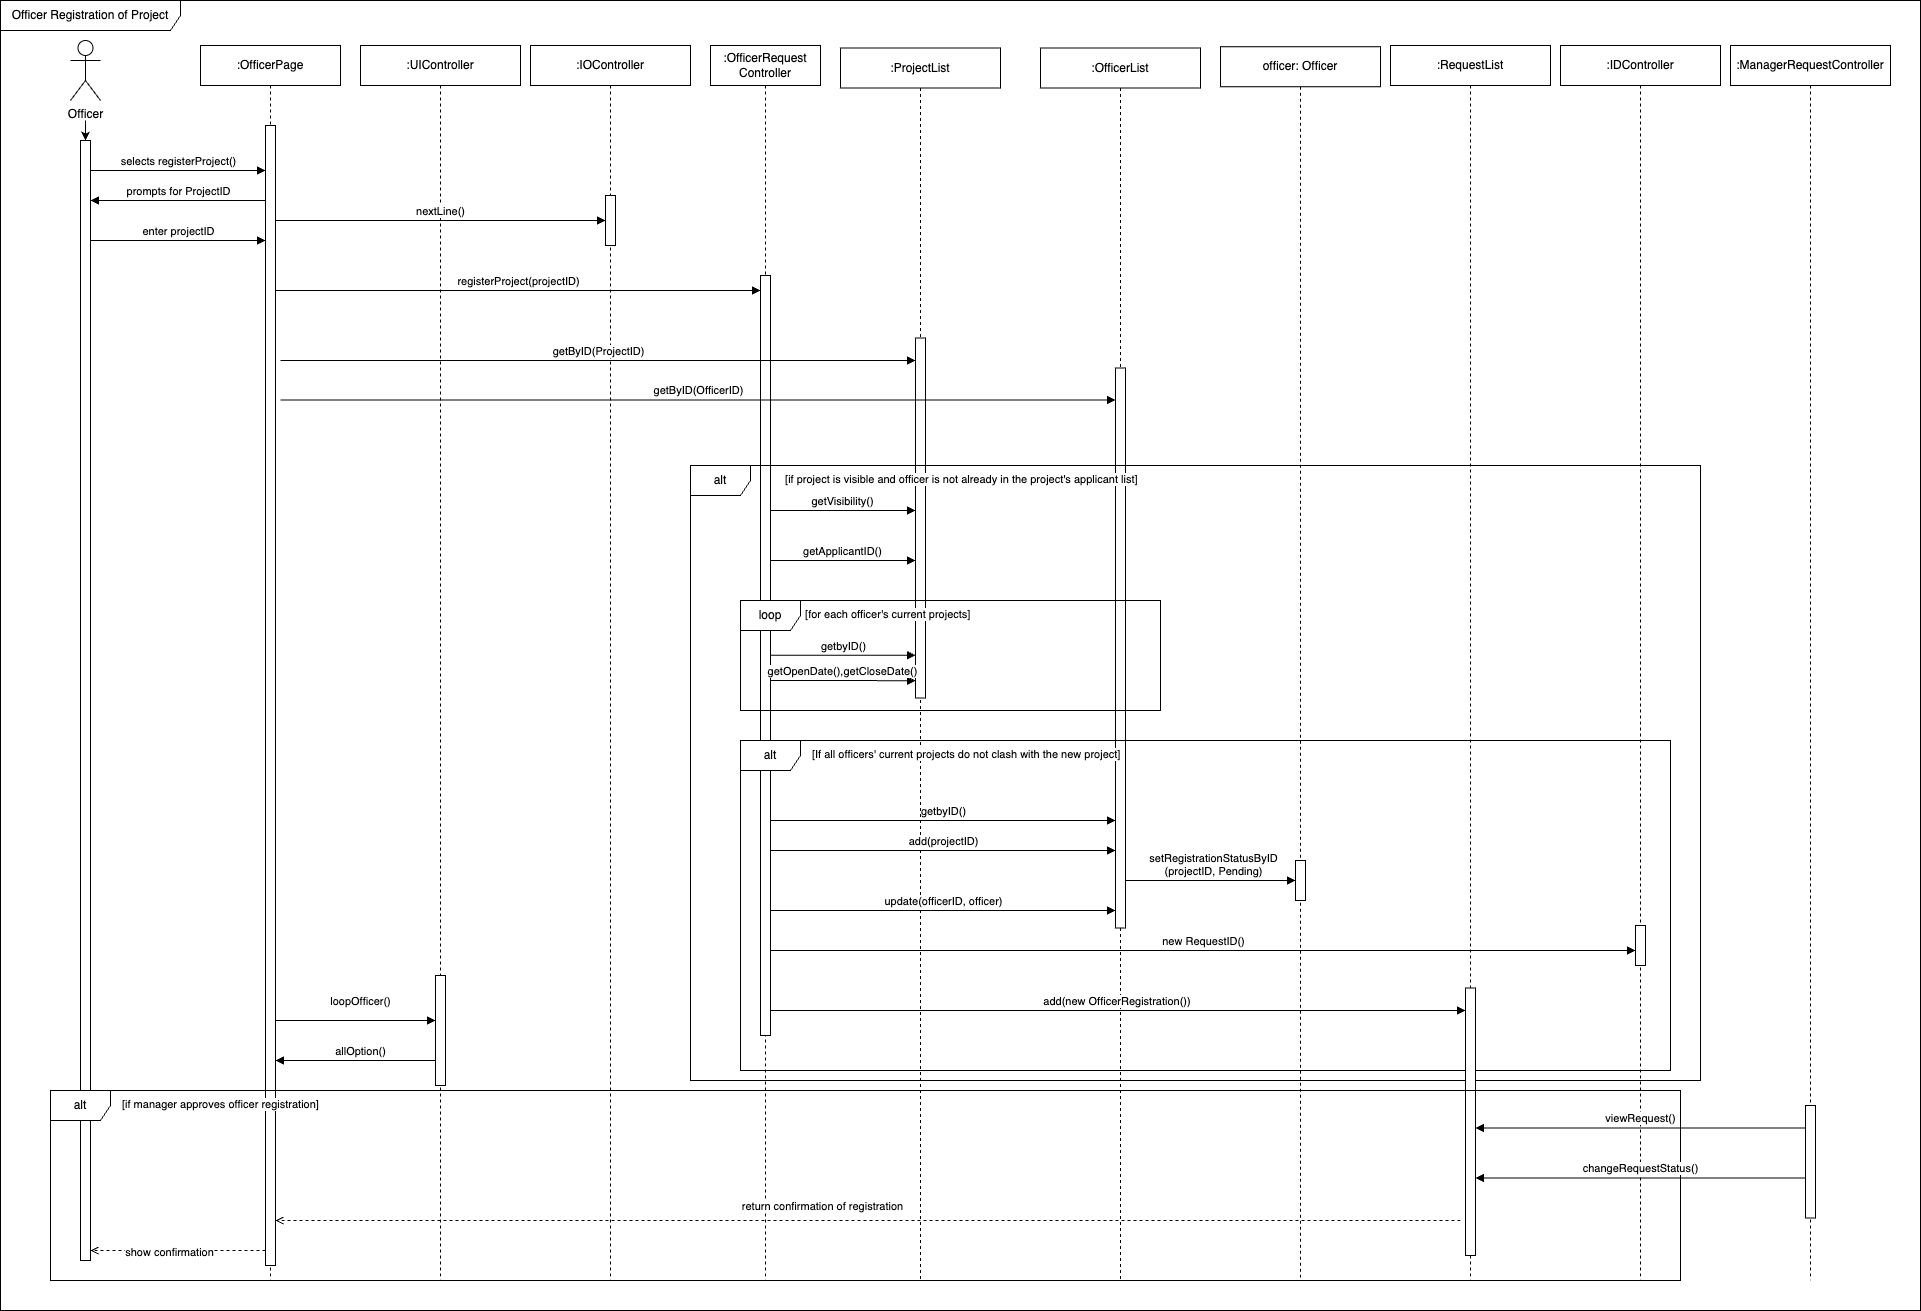 Officer Registration of Project
Officer
:OfficerPage
:UIController
:IOController
:OfficerRequest
Controller
:ProjectList
:OfficerList
officer: Officer
:RequestList
:IDController
:ManagerRequestController
selects registerProject()
prompts for ProjectID
nextLine()
enter projectID
registerProject(projectID)
getByID(ProjectID)
getByID(OfficerID)
alt
[if project is visible and officer is not already in the project's applicant list]
getVisibility()
getApplicantID()
loop
[for each officer's current projects]
getbyID()
getOpenDate(),getCloseDate()
alt
[If all officers' current projects do not clash with the new project]
getbyID()
add(projectID)
setRegistrationStatusByID
(projectID, Pending)
update(officerID, officer)
new RequestID()
loopOfficer()
add(new OfficerRegistration())
allOption()
alt
[if manager approves officer registration]
viewRequest()
changeRequestStatus()
return confirmation of registration
show confirmation